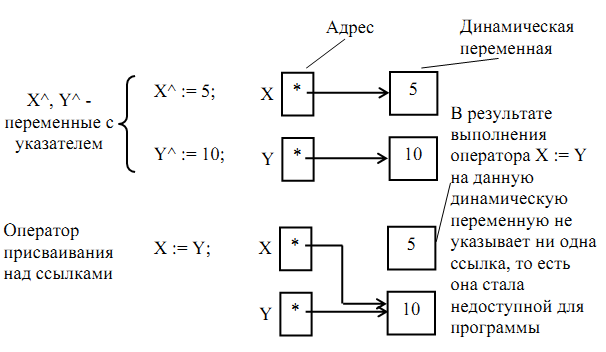 Адрес
Динамическая
переменная
X^, Y^ -
переменные с
указателем
X^ := 5;
X
*
5
Y^ := 10;
Y
*
10
В результате
выполнения
оператора X := Y
на данную
динамическую
переменную не
указывает ни одна
ссылка, то есть
она стала
недоступной для
программы
Оператор
присваивания
над ссылками
X := Y;
X
*
5
Y
*
10